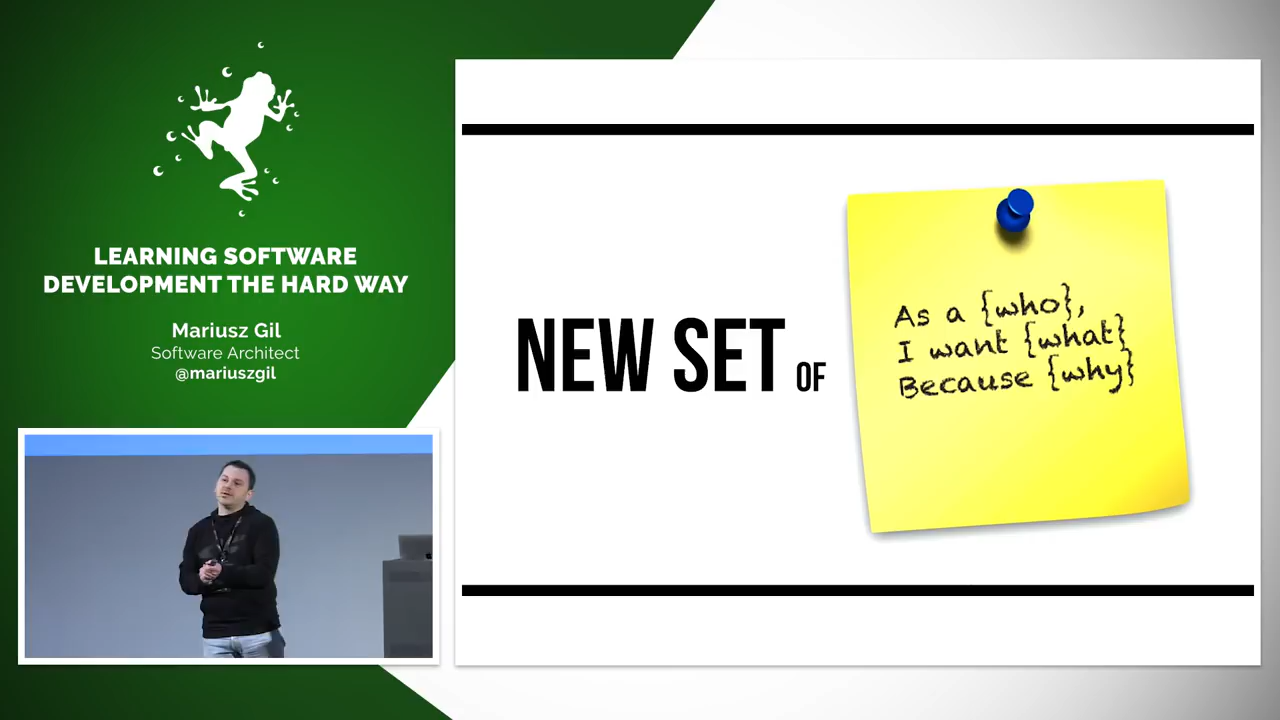 LEARNING SOFTWARE
DEVELOPMENT THE HARD WAY
Mariusz Gil
Software Architect
@mariuszgil
NEW SET OF
As a {who},
I want {what}
Because {why}